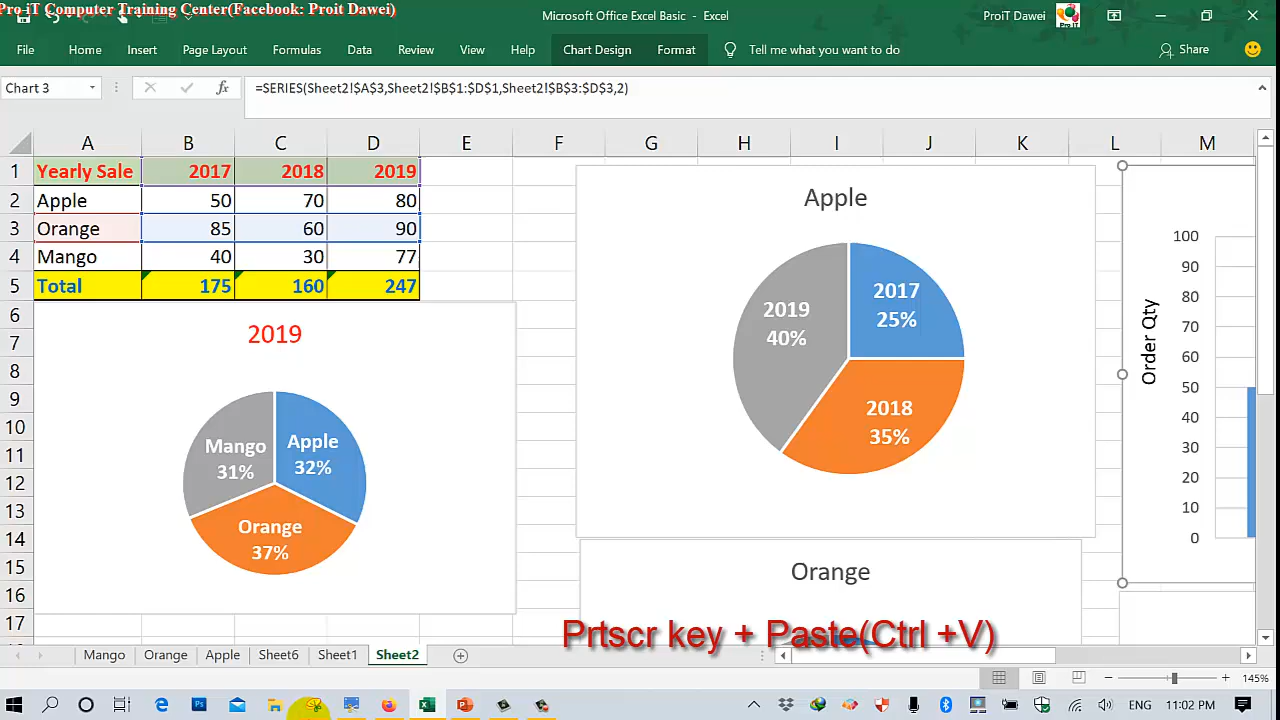 Pro iT Computer Training Center(Facebook: Proit Dawei)
Microsoft Office Excel Basic - Excel
ProiT Dawei
File Home Insert Page Layout Formulas Data Review View Help Chart Design Format Tell me what you want to do Share
Chart 3 fx =SERIES(Sheet2!$A$3,Sheet2!$B$1:$D$1,Sheet2!$B$3:$D$3,2)
A B C D E F G H I J K L M
1 Yearly Sale 2017 2018 2019
2 Apple 50 70 80
3 Orange 85 60 90
4 Mango 40 30 77
5 Total 175 160 247
6
7
8
9
10
11
12
13
14
15
16
17
2019
Mango 31%
Apple 32%
Orange 37%
Apple
2019 40%
2017 25%
2018 35%
Orange
Order Qty
100
90
80
70
60
50
40
30
20
10
0
Prtscr key + Paste(Ctrl +V)
Mango Orange Apple Sheet6 Sheet1 Sheet2
145%
11:02 PM